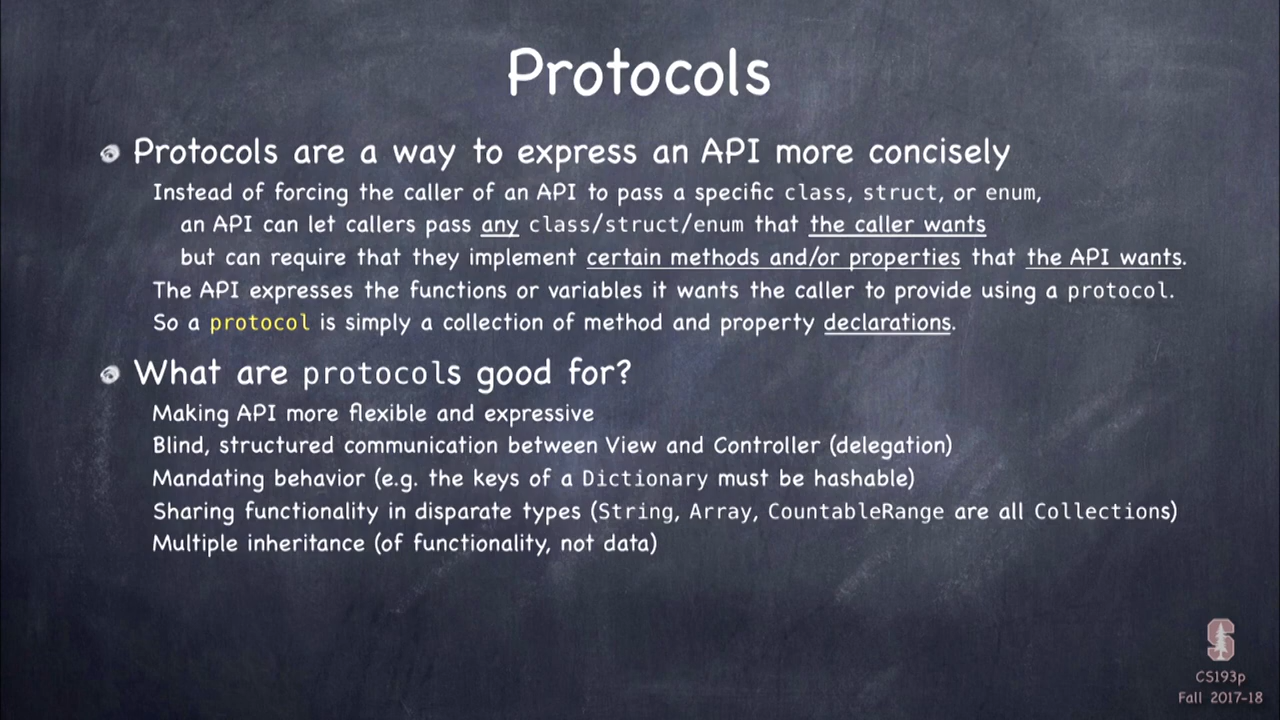 Protocols
Protocols are a way to express an API more concisely
Instead of forcing the caller of an API to pass a specific class, struct, or enum,
an API can let callers pass any class/struct/enum that the caller wants
but can require that they implement certain methods and/or properties that the API wants.
The API expresses the functions or variables it wants the caller to provide using a protocol.
So a protocol is simply a collection of method and property declarations.
What are protocols good for?
Making API more flexible and expressive
Blind, structured communication between View and Controller (delegation)
Mandating behavior (e.g. the keys of a Dictionary must be hashable)
Sharing functionality in disparate types (String, Array, CountableRange are all Collections)
Multiple inheritance (of functionality, not data)
S
CS193p
Fall 2017-18